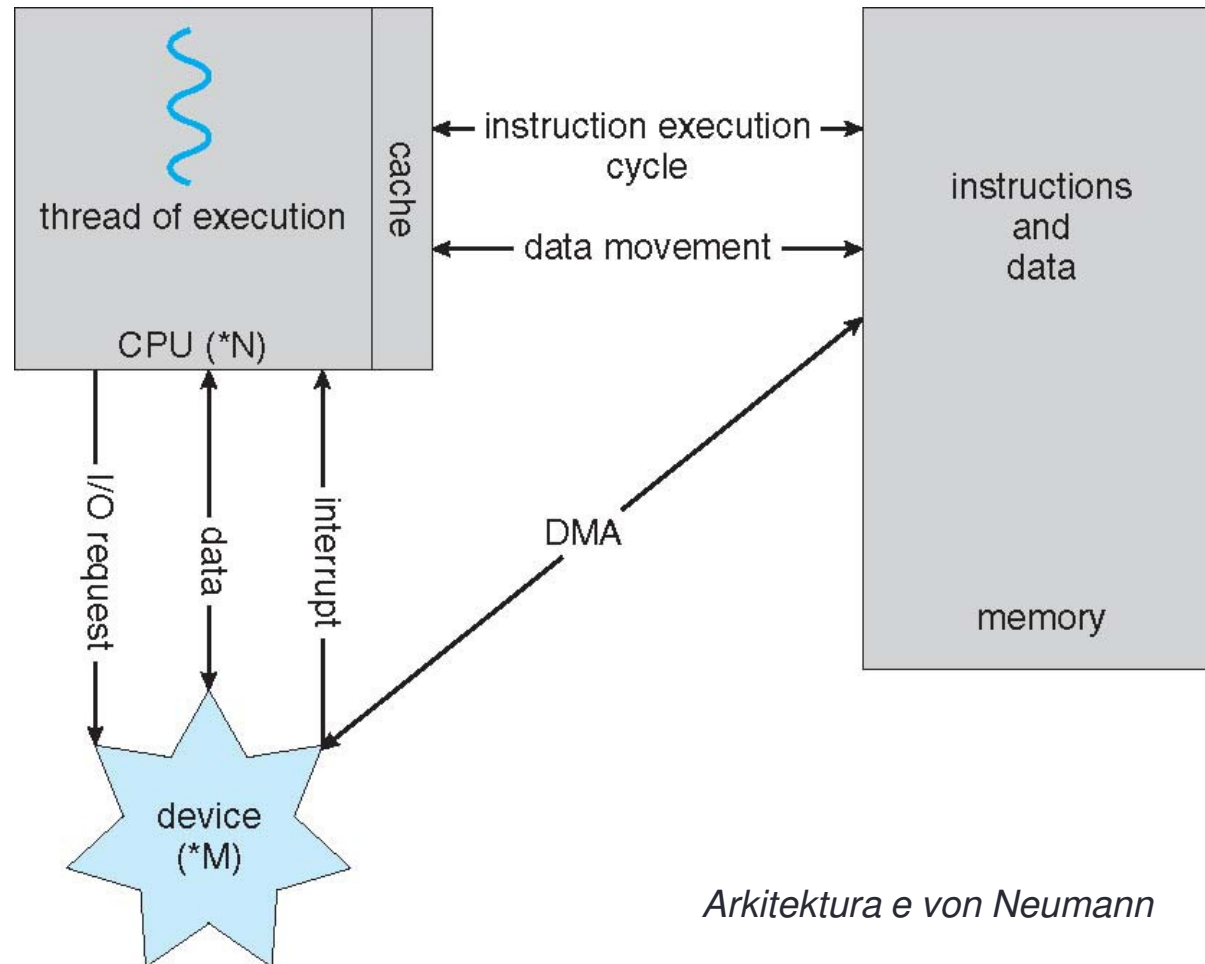 thread of execution
cache
CPU (*N)
instruction execution
cycle
data movement
instructions
and
data
memory
I/O request
data
interrupt
DMA
device
(*M)
Arkitektura e von Neumann